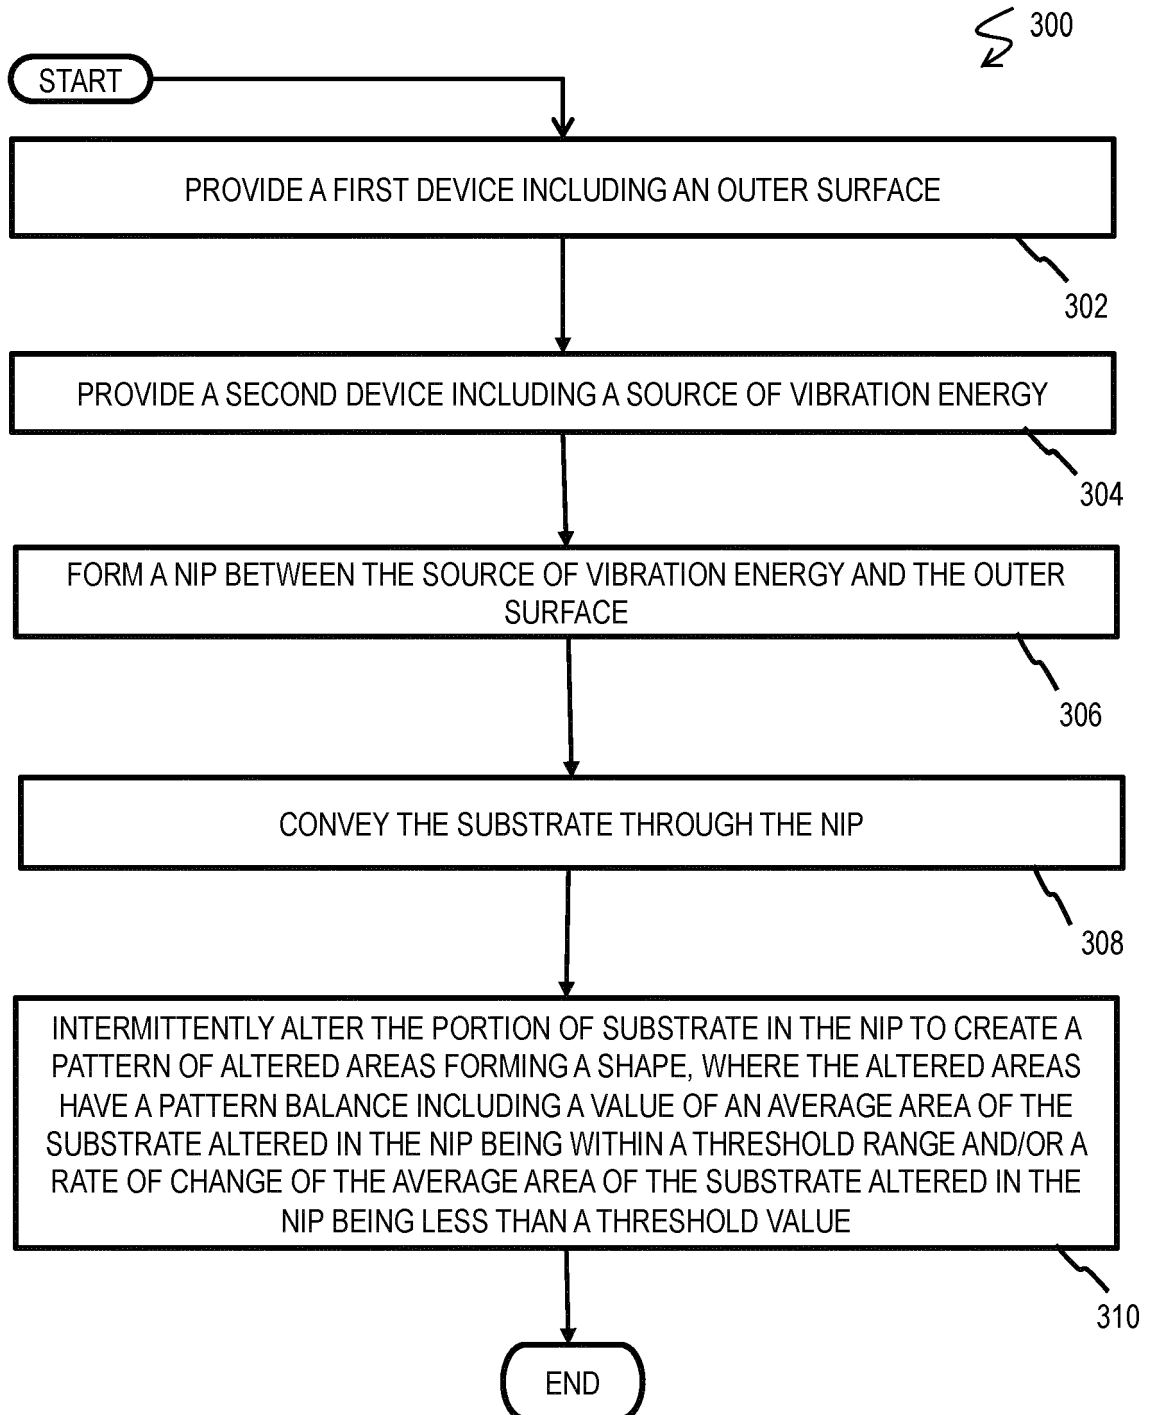 300
START
PROVIDE A FIRST DEVICE INCLUDING AN OUTER SURFACE
302
PROVIDE A SECOND DEVICE INCLUDING A SOURCE OF VIBRATION ENERGY
304
FORM A NIP BETWEEN THE SOURCE OF VIBRATION ENERGY AND THE OUTER
SURFACE
306
CONVEY THE SUBSTRATE THROUGH THE NIP
308
INTERMITTENTLY ALTER THE PORTION OF SUBSTRATE IN THE NIP TO CREATE A
PATTERN OF ALTERED AREAS FORMING A SHAPE, WHERE THE ALTERED AREAS
HAVE A PATTERN BALANCE INCLUDING A VALUE OF AN AVERAGE AREA OF THE
SUBSTRATE ALTERED IN THE NIP BEING WITHIN A THRESHOLD RANGE AND/OR A
RATE OF CHANGE OF THE AVERAGE AREA OF THE SUBSTRATE ALTERED IN THE
NIP BEING LESS THAN A THRESHOLD VALUE
310
END